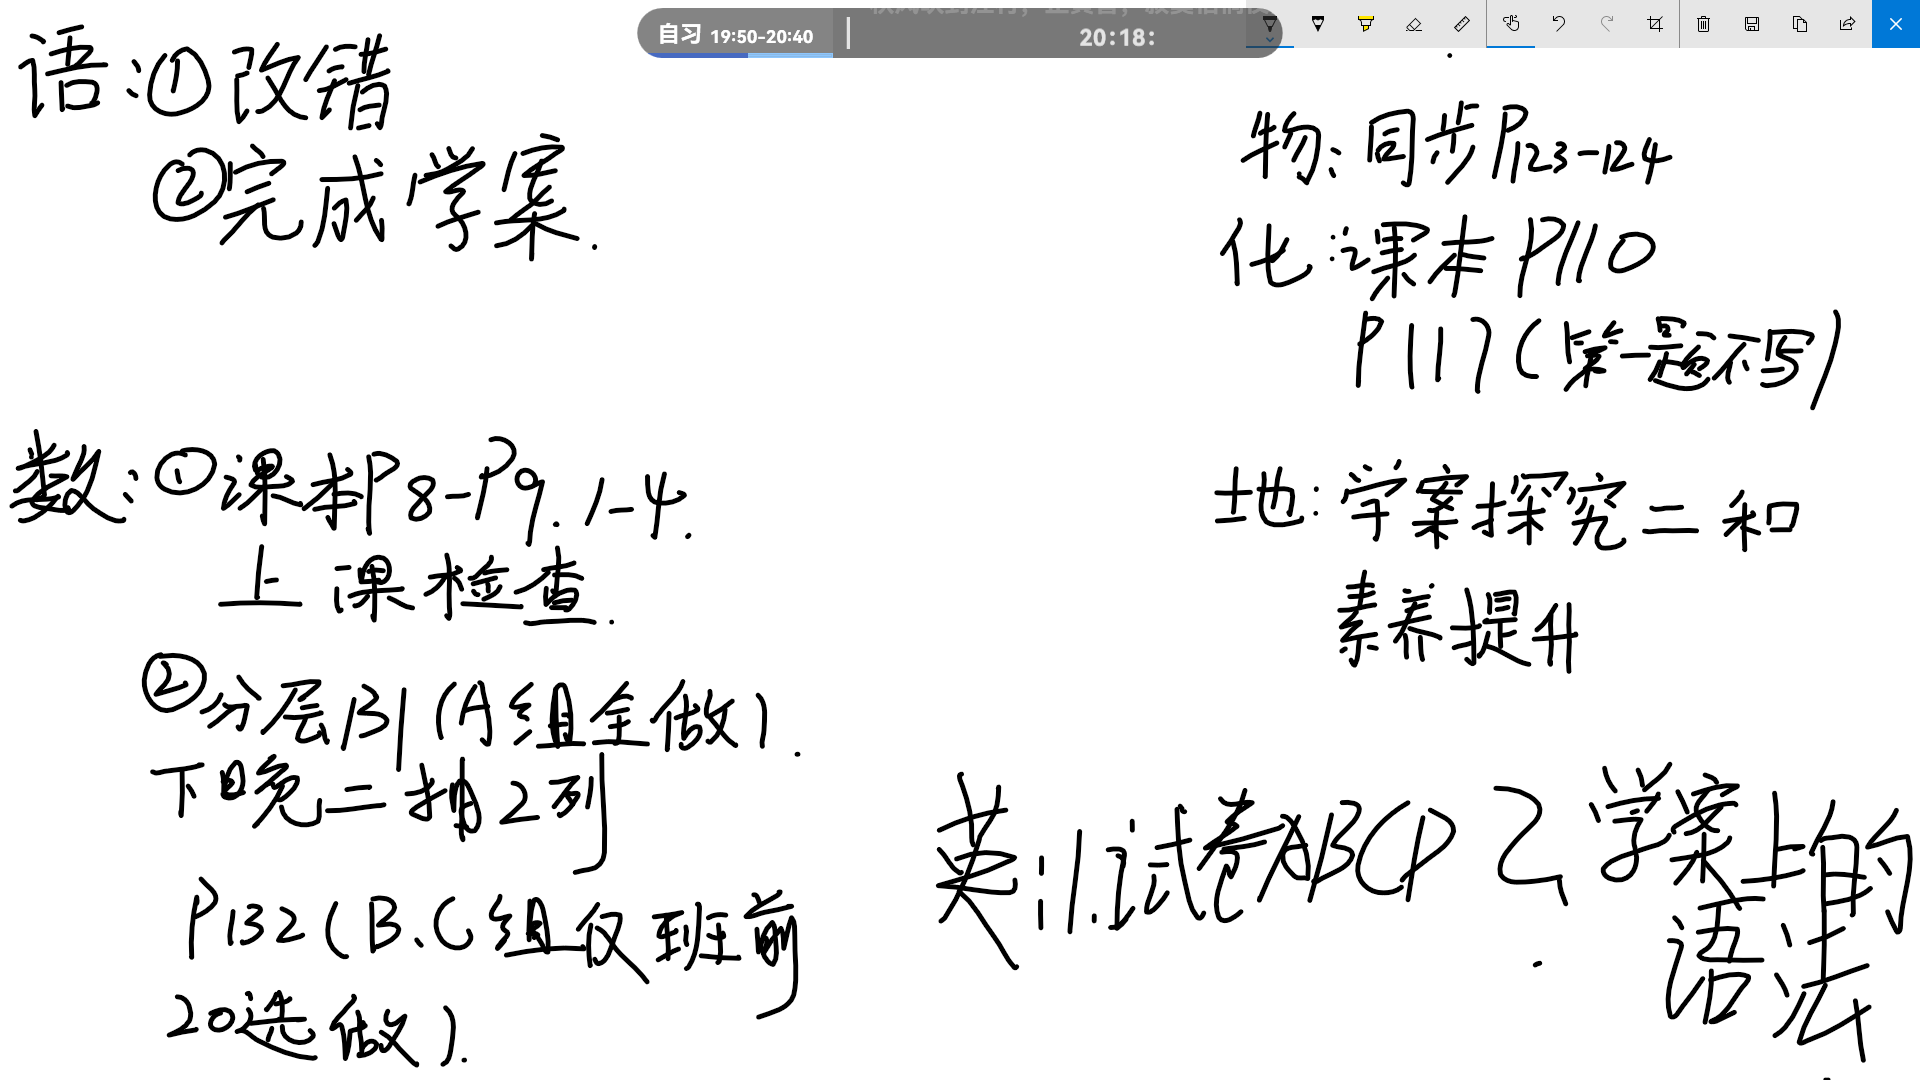 自习 19:50-20:40
20:18:
语:①改错
②完成学案.
数:①课本P8-P9.1-4.
上课检查.
②分层B1(A组全做).
下日晚二抽2列
P132(B、C组仅班前
20选做).
物:同步P123-124
化:课本P110
P117(第一题不写)
地:学案探究二和
素养提升
英:1.试卷ABCD 2.学案上的
语法